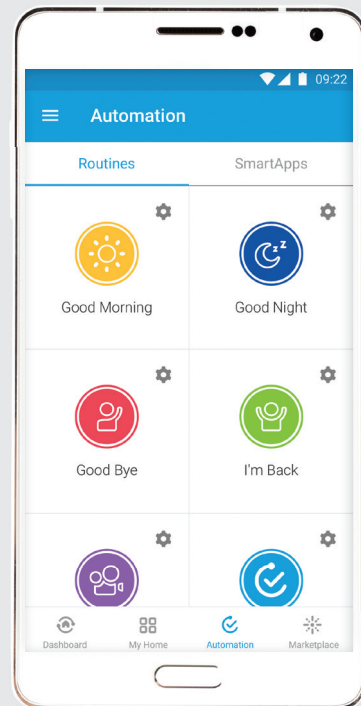 09:22
Automation
Routines SmartApps
Good Morning Good Night
Good Bye I'm Back
Dashboard My Home Automation Marketplace